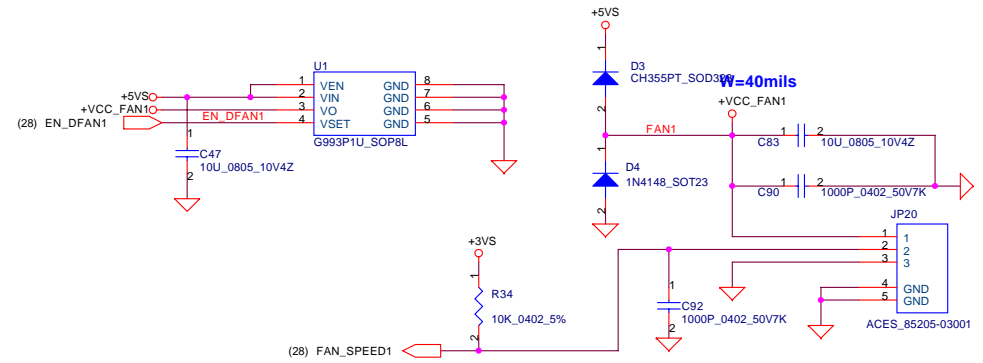 +5VS
D3
CH355PT_SOD323
W=40mils
+VCC_FAN1
1
2
FAN1
1
2
D4
1N4148_SOT23
C83
1
2
10U_0805_10V4Z
C90
1
2
1000P_0402_50V7K
U1
+5VS
+VCC_FAN1
(28) EN_DFAN1
EN_DFAN1
1 VEN GND 8
2 VIN GND 7
3 VO GND 6
4 VSET GND 5
G993P1U_SOP8L
1
C47
10U_0805_10V4Z
2
JP20
1 1
2 2
3 3
4 GND
5 GND
ACES_85205-03001
+3VS
1
R34
10K_0402_5%
2
1
C92
1000P_0402_50V7K
2
(28) FAN_SPEED1